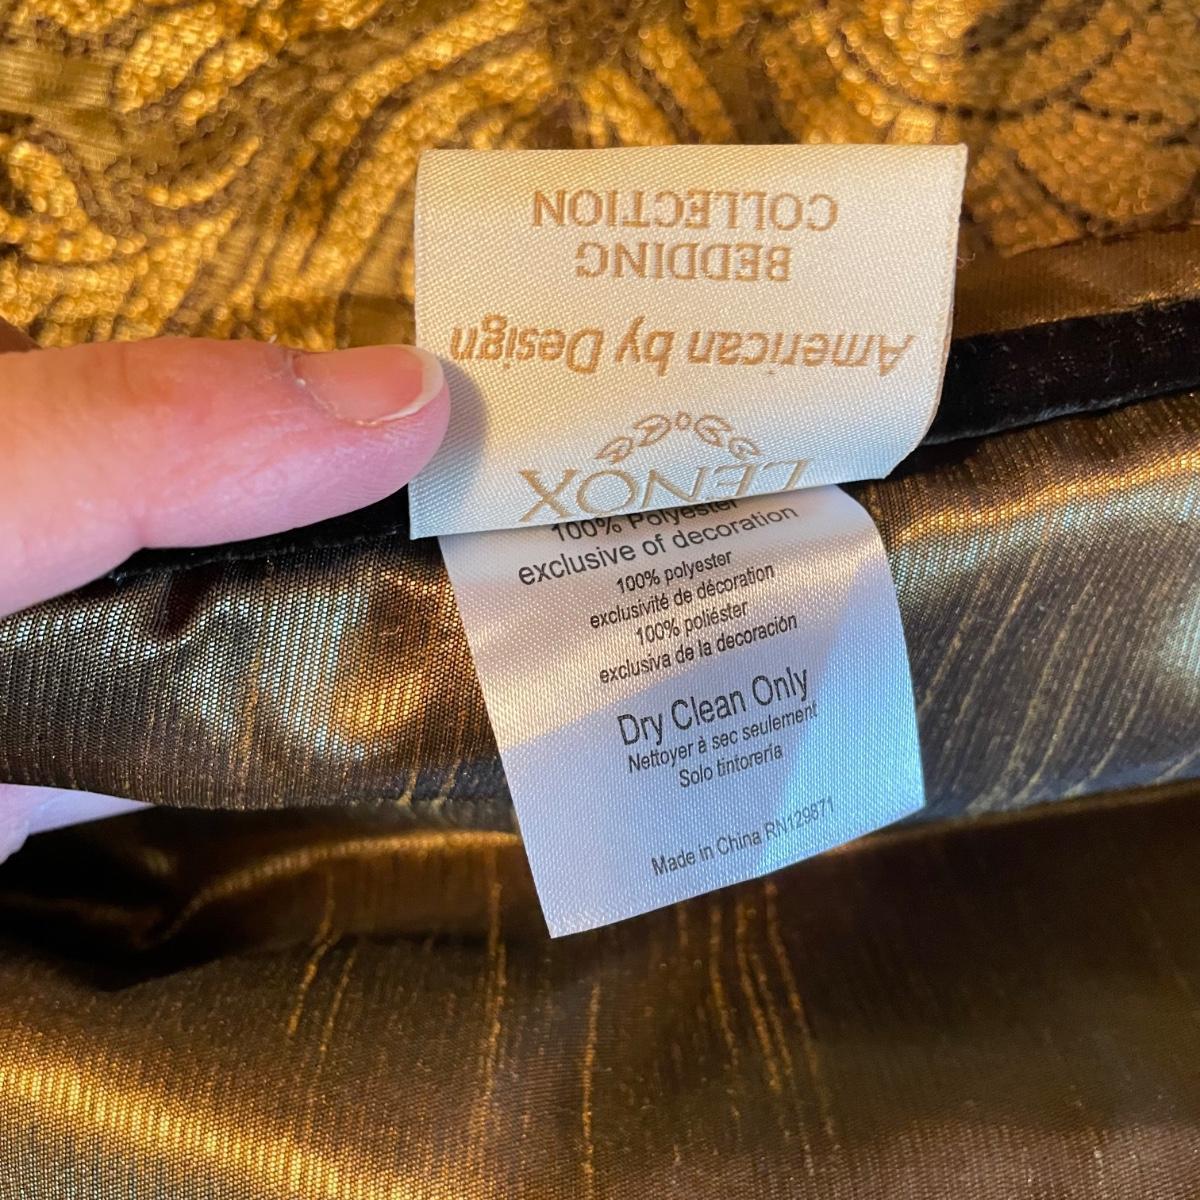 LENOX
American by Design
BEDDING
COLLECTION
100% Polyester
exclusive of decoration
100% polyester
exclusivité de décoration
100% poliéster
exclusiva de la decoración
Dry Clean Only
Nettoyer à sec seulement
Solo tintorería
Made in China RN129871